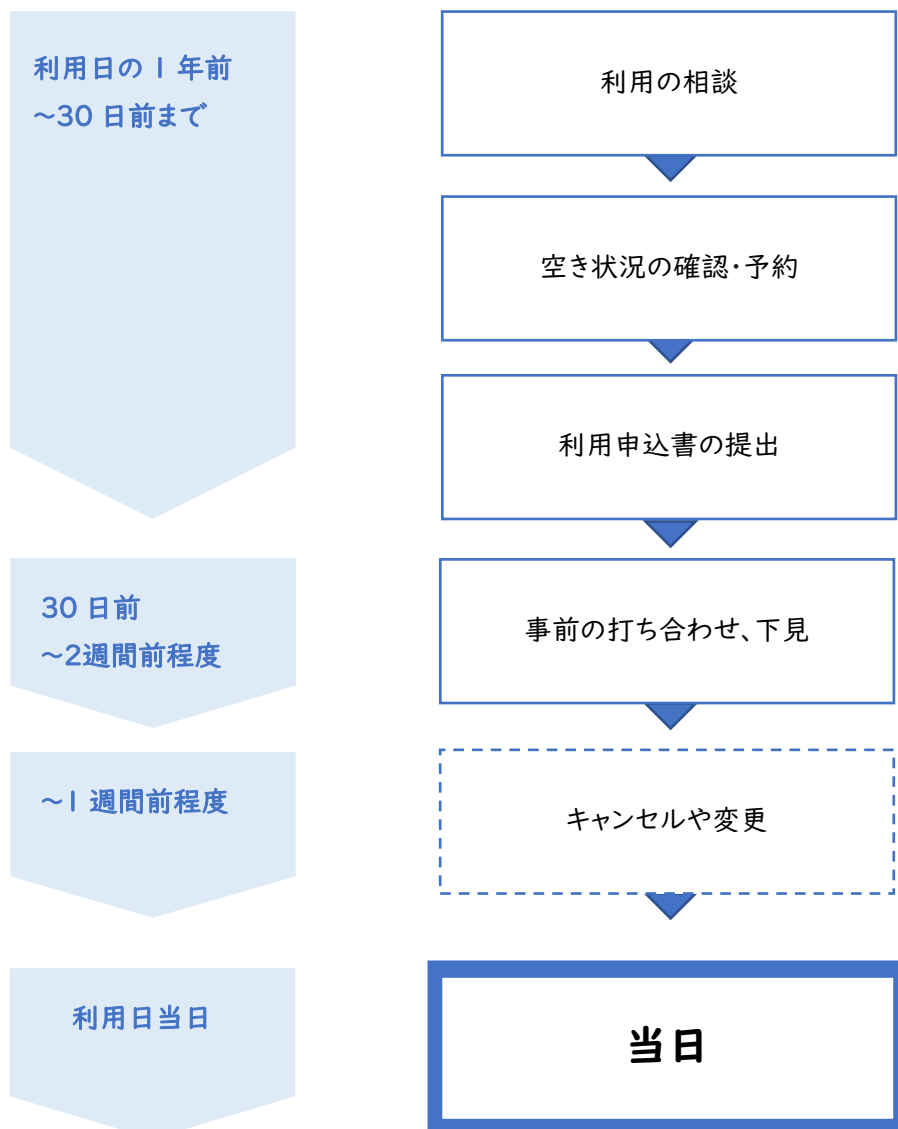 利用日の1年前
～30日前まで
利用の相談
空き状況の確認・予約
利用申込書の提出
30日前
～2週間前程度
事前の打ち合わせ、下見
～1週間前程度
キャンセルや変更
利用日当日
当日